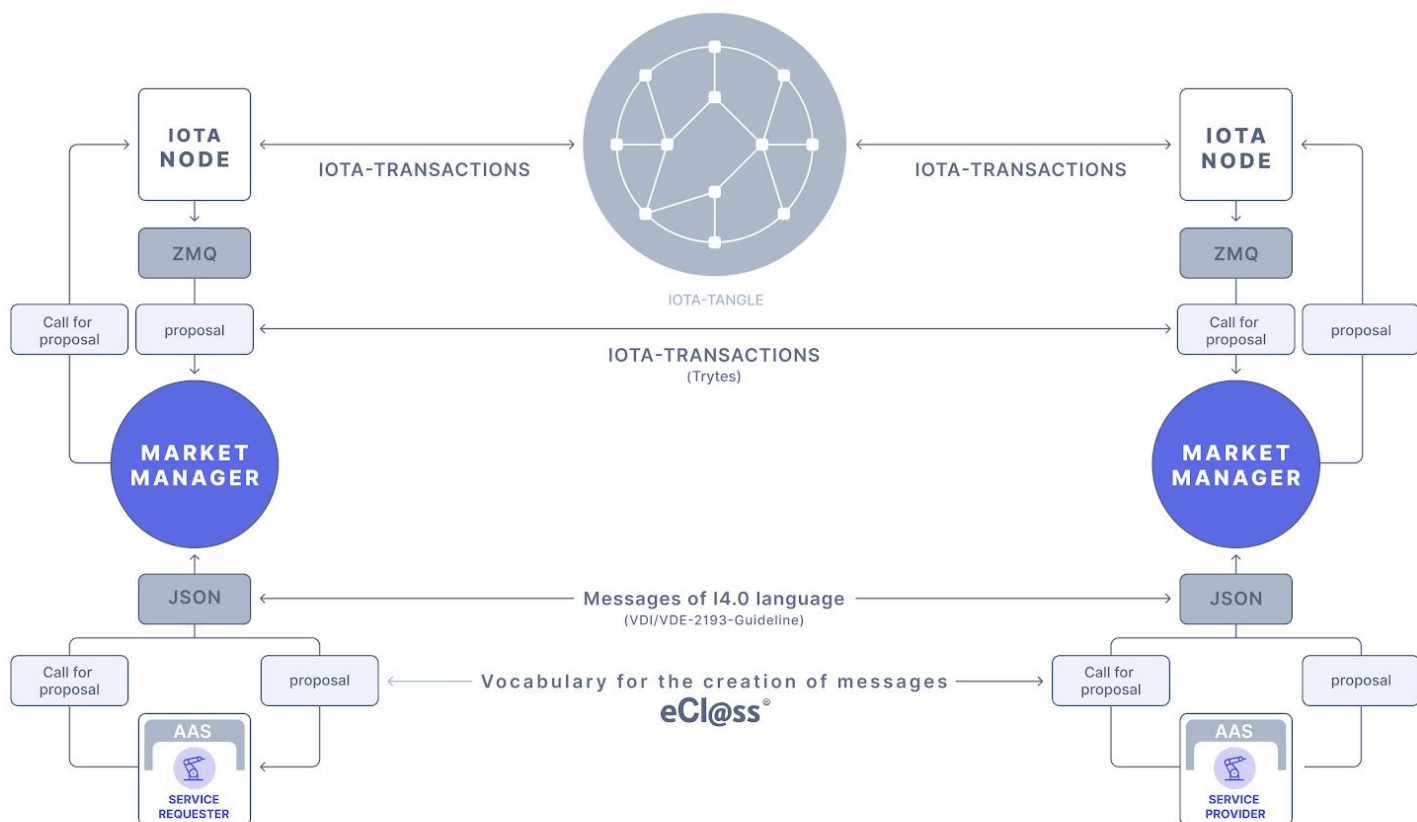 IOTA
NODE
IOTA-TRANSACTIONS
IOTA-TRANSACTIONS
IOTA
NODE
ZMQ
ZMQ
IOTA-TANGLE
Call for
proposal
proposal
Call for
proposal
proposal
IOTA-TRANSACTIONS
(Trytes)
MARKET
MANAGER
MARKET
MANAGER
JSON
Messages of I4.0 language
(VDI/VDE-2193-Guideline)
JSON
Call for
proposal
proposal
Vocabulary for the creation of messages
eCl@ss®
Call for
proposal
proposal
AAS
SERVICE
REQUESTER
AAS
SERVICE
PROVIDER